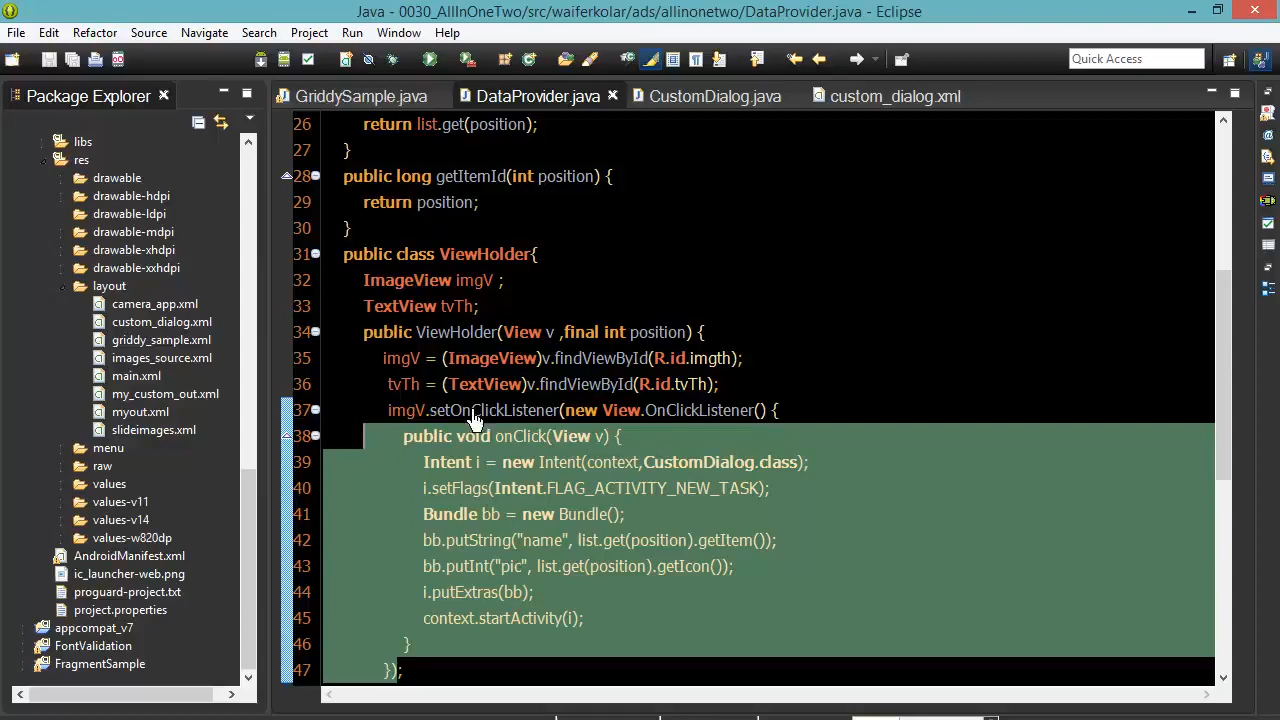 Java - 0030_AllInOneTwo/src/waiferkolar/ads/allinonetwo/DataProvider.java - Eclipse
File Edit Refactor Source Navigate Search Project Run Window Help
Quick Access
Package Explorer
GriddySample.java DataProvider.java CustomDialog.java custom_dialog.xml
libs
res
drawable
drawable-hdpi
drawable-ldpi
drawable-mdpi
drawable-xhdpi
drawable-xxhdpi
layout
camera_app.xml
custom_dialog.xml
griddy_sample.xml
images_source.xml
main.xml
my_custom_out.xml
myout.xml
slideimages.xml
menu
raw
values
values-v11
values-v14
values-w820dp
AndroidManifest.xml
ic_launcher-web.png
proguard-project.txt
project.properties
appcompat_v7
FontValidation
FragmentSample
26 return list.get(position);
27 }
28 public long getItemId(int position) {
29 return position;
30 }
31 public class ViewHolder{
32 ImageView imgV ;
33 TextView tvTh;
34 public ViewHolder(View v ,final int position) {
35 imgV = (ImageView)v.findViewById(R.id.imgth);
36 tvTh = (TextView)v.findViewById(R.id.tvTh);
37 imgV.setOnClickListener(new View.OnClickListener() {
38 public void onClick(View v) {
39 Intent i = new Intent(context,CustomDialog.class);
40 i.setFlags(Intent.FLAG_ACTIVITY_NEW_TASK);
41 Bundle bb = new Bundle();
42 bb.putString("name", list.get(position).getItem());
43 bb.putInt("pic", list.get(position).getIcon());
44 i.putExtras(bb);
45 context.startActivity(i);
46 }
47 });